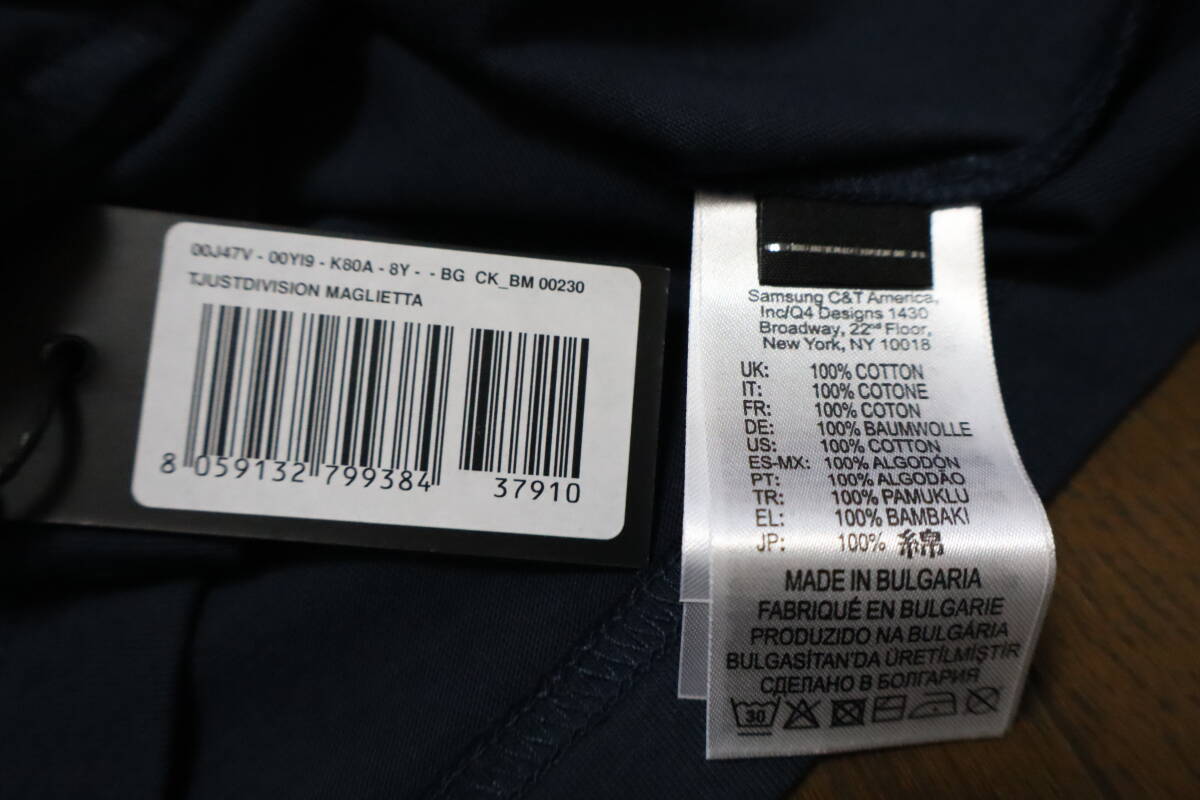 00J47V - 00YI9 - K80A - 8Y - - BG CK_BM 00230
TJUSTDIVISION MAGLIETTA
8 059132 799384
37910
Samsung C&T America,
Inc/Q4 Designs 1430
Broadway, 22nd Floor,
New York, NY 10018
UK: 100% COTTON
IT: 100% COTONE
FR: 100% COTON
DE: 100% BAUMWOLLE
US: 100% COTTON
ES-MX: 100% ALGODÓN
PT: 100% ALGODÃO
TR: 100% PAMUKLU
EL: 100% BAMBAKI
JP: 100% 綿
MADE IN BULGARIA
FABRIQUÉ EN BULGARIE
PRODUZIDO NA BULGÁRIA
BULGASİTAN'DA ÜRETİLMİŞTİR
СДЕЛАНО В БОЛГАРИЯ
30